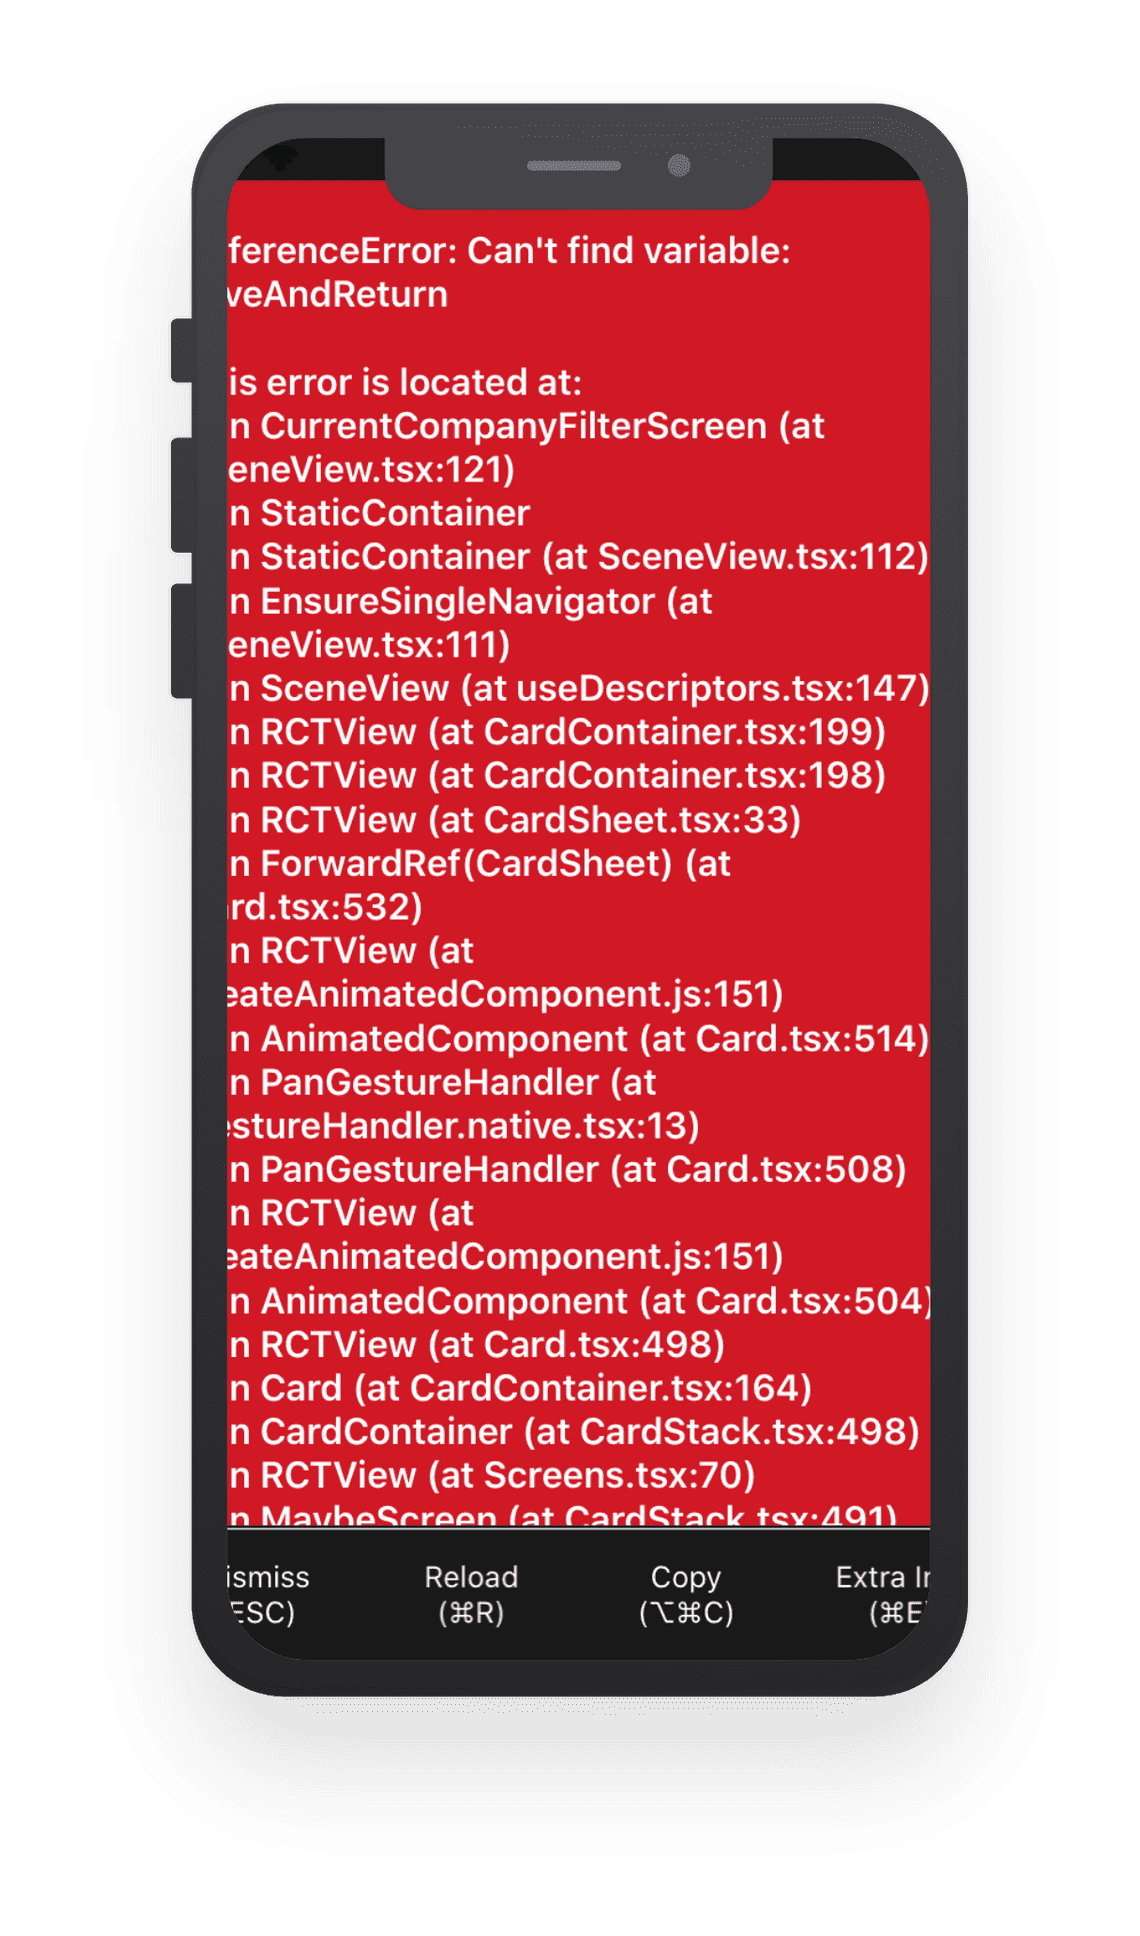 ferenceError: Can't find variable:
veAndReturn
is error is located at:
n CurrentCompanyFilterScreen (at
eneView.tsx:121)
n StaticContainer
n StaticContainer (at SceneView.tsx:112)
n EnsureSingleNavigator (at
eneView.tsx:111)
n SceneView (at useDescriptors.tsx:147)
n RCTView (at CardContainer.tsx:199)
n RCTView (at CardContainer.tsx:198)
n RCTView (at CardSheet.tsx:33)
n ForwardRef(CardSheet) (at
rd.tsx:532)
n RCTView (at
eateAnimatedComponent.js:151)
n AnimatedComponent (at Card.tsx:514)
n PanGestureHandler (at
estureHandler.native.tsx:13)
n PanGestureHandler (at Card.tsx:508)
n RCTView (at
eateAnimatedComponent.js:151)
n AnimatedComponent (at Card.tsx:504)
n RCTView (at Card.tsx:498)
n Card (at CardContainer.tsx:164)
n CardContainer (at CardStack.tsx:498)
n RCTView (at Screens.tsx:70)
n MaybeScreen (at CardStack.tsx:491)
ismiss Reload Copy Extra In
ESC) (⌘R) (⌥⌘C) (⌘E)